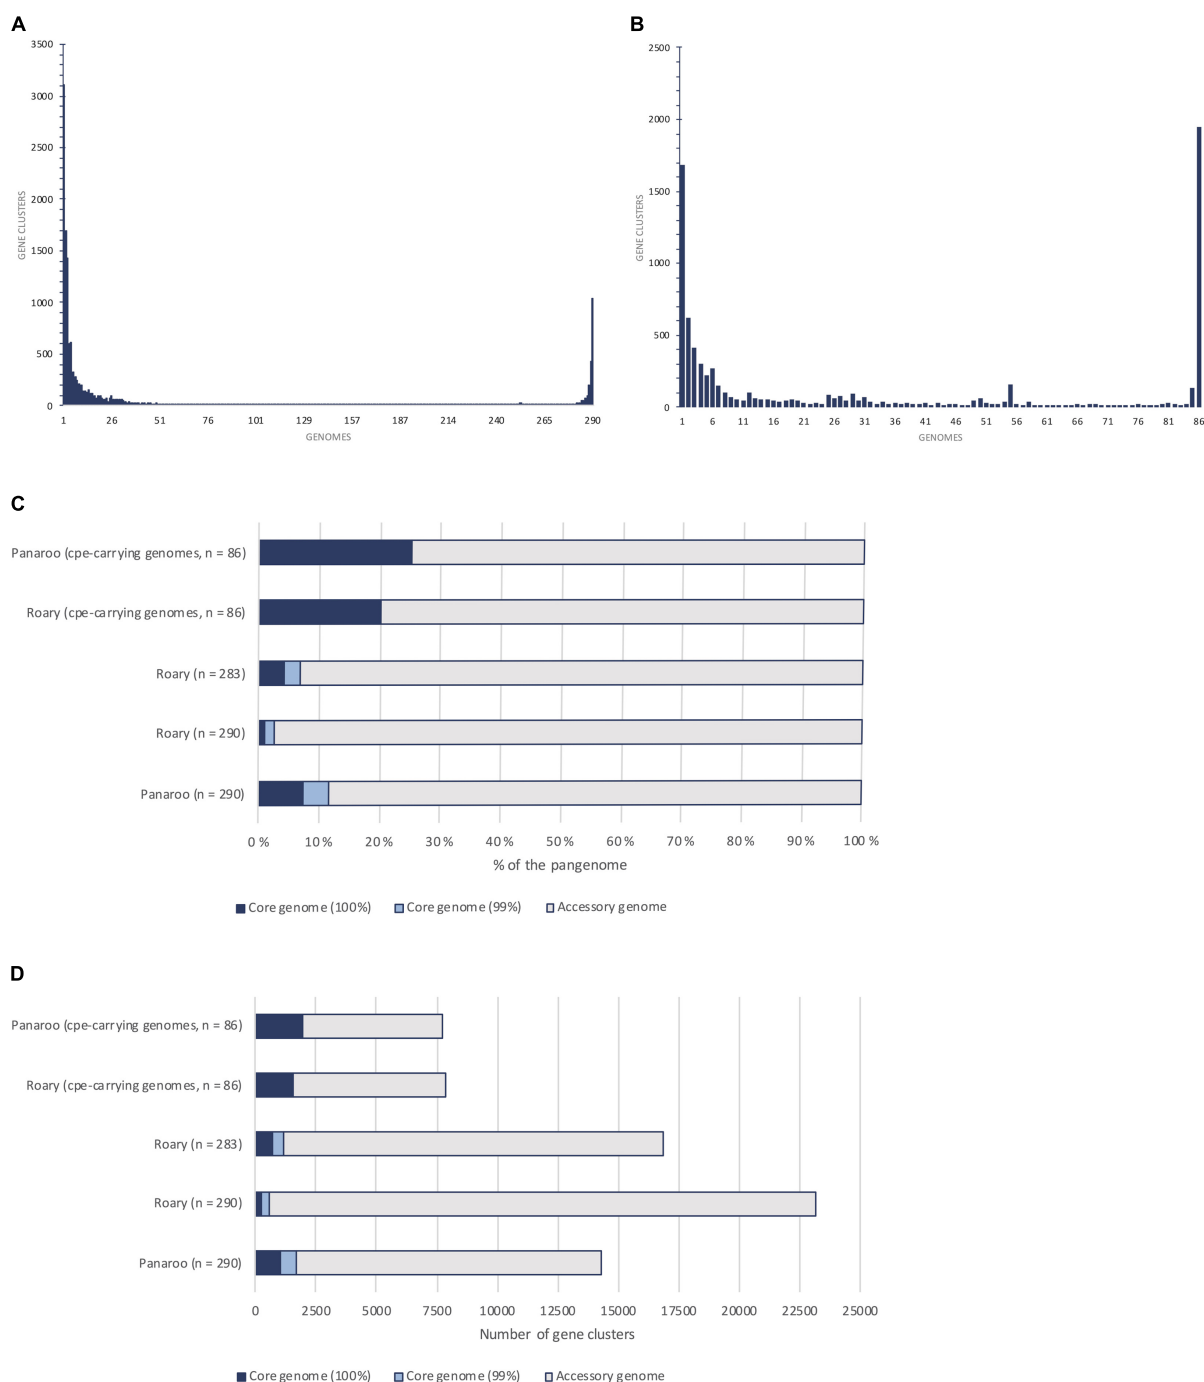 A
B
3500
3000
2500
2000
1500
1000
500
0
GENE CLUSTERS
1 26 51 76 101 129 157 187 214 240 265 290
GENOMES
2500
2000
1500
1000
500
0
GENE CLUSTERS
1 6 11 16 21 26 31 36 41 46 51 56 61 66 71 76 81 86
GENOMES
C
Panaroo (cpe-carrying genomes, n = 86)
Roary (cpe-carrying genomes, n = 86)
Roary (n = 283)
Roary (n = 290)
Panaroo (n = 290)
0 % 10 % 20 % 30 % 40 % 50 % 60 % 70 % 80 % 90 % 100 %
% of the pangenome
Core genome (100%) Core genome (99%) Accessory genome
D
Panaroo (cpe-carrying genomes, n = 86)
Roary (cpe-carrying genomes, n = 86)
Roary (n = 283)
Roary (n = 290)
Panaroo (n = 290)
0 2500 5000 7500 10000 12500 15000 17500 20000 22500 25000
Number of gene clusters
Core genome (100%) Core genome (99%) Accessory genome